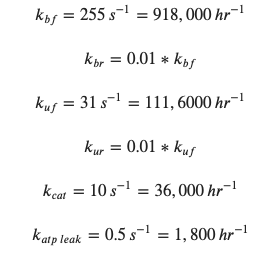 k_bf = 255 s^-1 = 918, 000 hr^-1
k_br = 0.01 * k_bf
k_uf = 31 s^-1 = 111, 6000 hr^-1
k_ur = 0.01 * k_uf
k_cat = 10 s^-1 = 36, 000 hr^-1
k_atp leak = 0.5 s^-1 = 1, 800 hr^-1